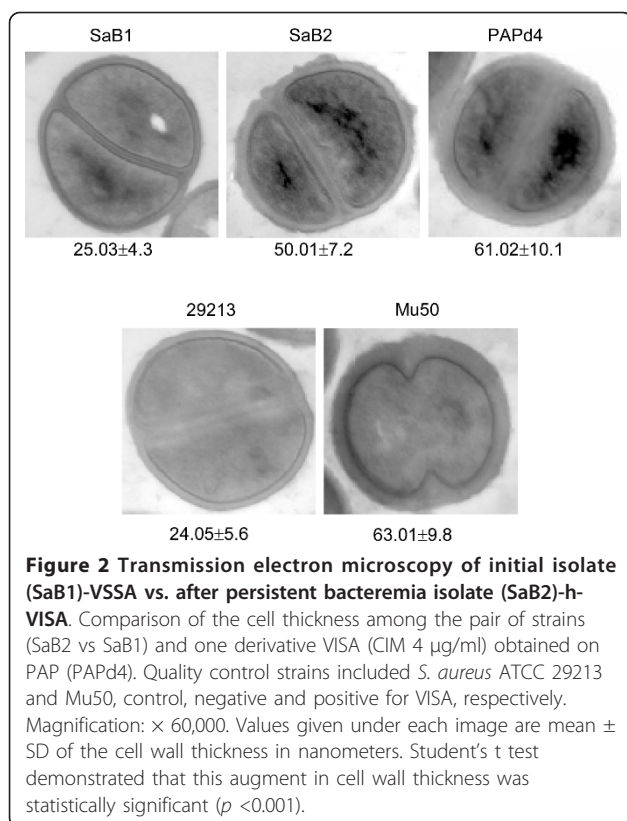 SaB1 SaB2 PAPd4
25.03±4.3 50.01±7.2 61.02±10.1
29213 Mu50
24.05±5.6 63.01±9.8
Figure 2 Transmission electron microscopy of initial isolate
(SaB1)-VSSA vs. after persistent bacteremia isolate (SaB2)-h-
VISA. Comparison of the cell thickness among the pair of strains
(SaB2 vs SaB1) and one derivative VISA (CIM 4 μg/ml) obtained on
PAP (PAPd4). Quality control strains included S. aureus ATCC 29213
and Mu50, control, negative and positive for VISA, respectively.
Magnification: × 60,000. Values given under each image are mean ±
SD of the cell wall thickness in nanometers. Student's t test
demonstrated that this augment in cell wall thickness was
statistically significant (p <0.001).